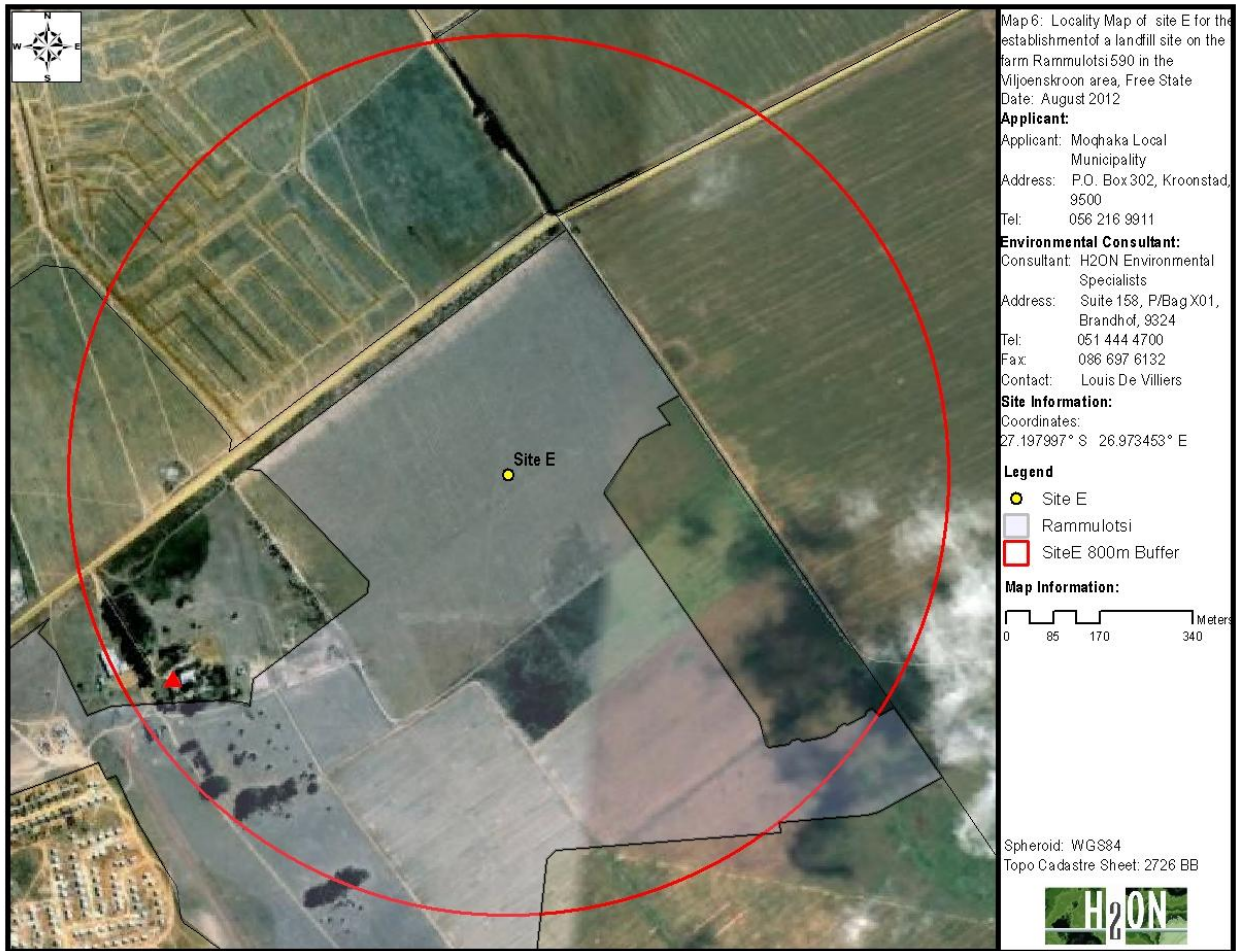 N
W E
S
Site E
Map 6: Locality Map of site E for the
establishmentof a landfill site on the
farm Rammulotsi 590 in the
Viljoenskroon area, Free State
Date: August 2012
Applicant:
Applicant: Moqhaka Local
Municipality
Address: P.O. Box 302, Kroonstad,
9500
Tel: 056 216 9911
Environmental Consultant:
Consultant: H2ON Environmental
Specialists
Address: Suite 158, P/Bag X01,
Brandhof, 9324
Tel: 051 444 4700
Fax: 086 697 6132
Contact: Louis De Villiers
Site Information:
Coordinates:
27.197997° S 26.973453° E
Legend
Site E
Rammulotsi
SiteE 800m Buffer
Map Information:
Meters
0 85 170 340
Spheroid: WGS84
Topo Cadastre Sheet: 2726 BB
H2ON